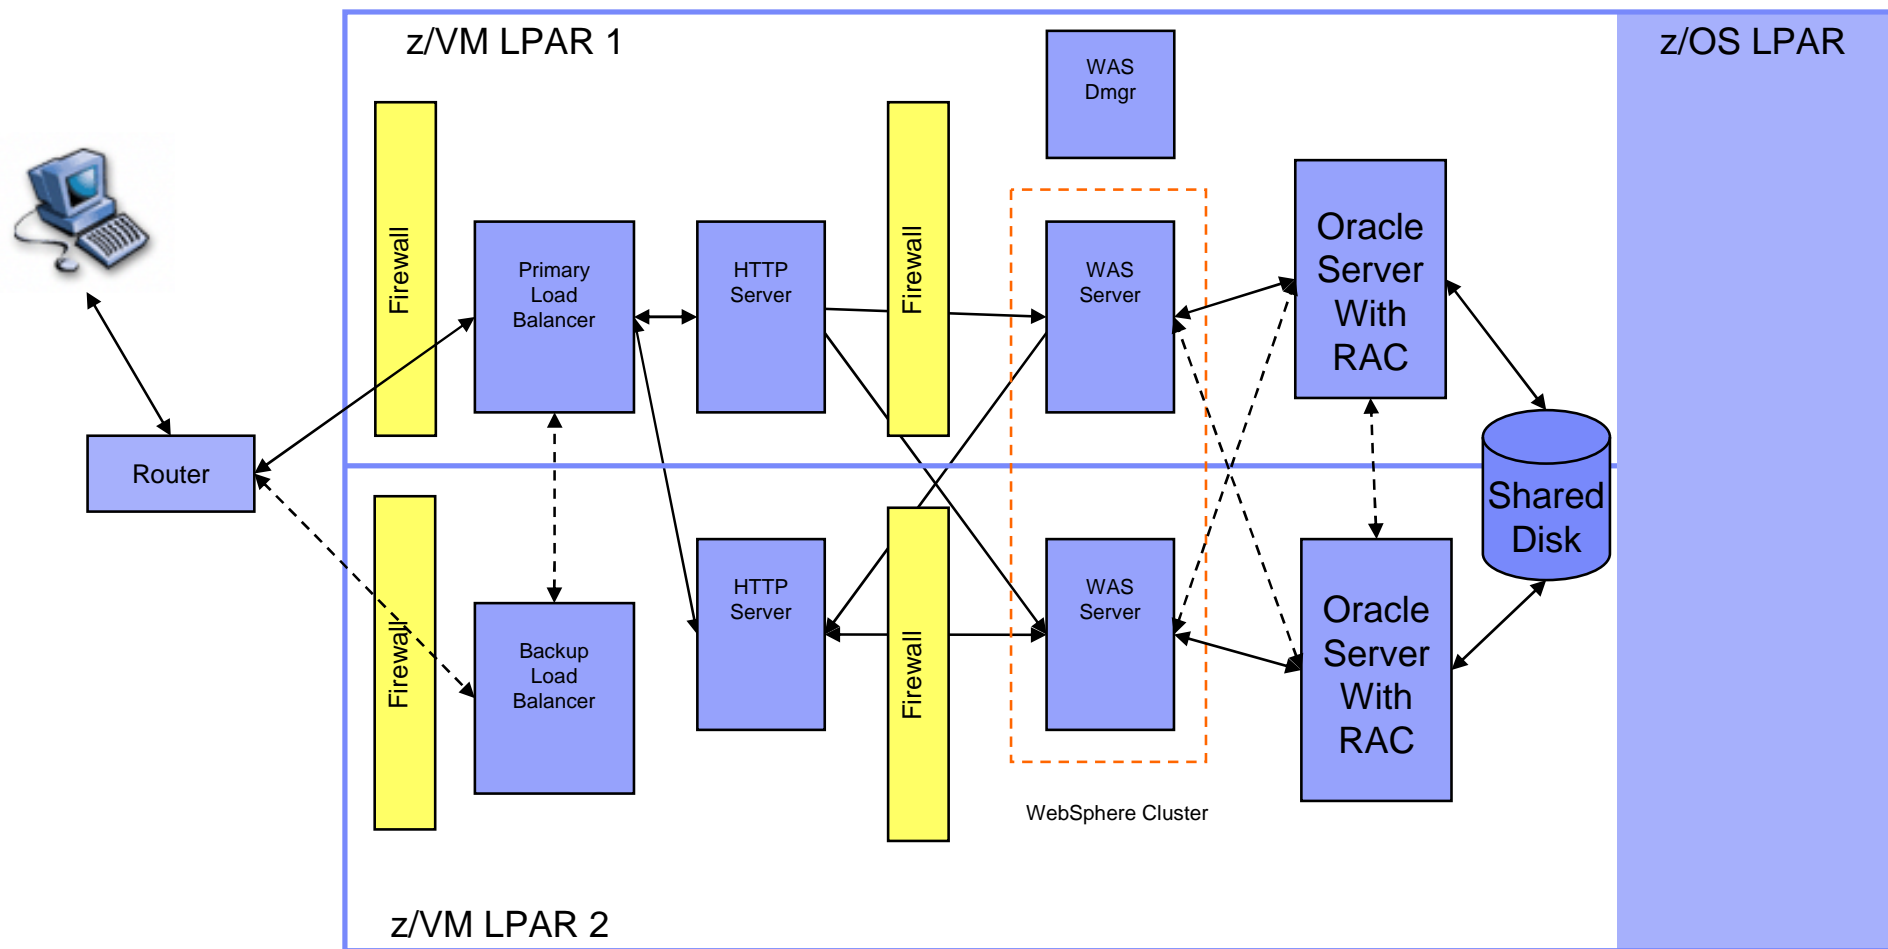 z/VM LPAR 1
z/OS LPAR
WAS
Dmgr
Firewall
Primary
Load
Balancer
HTTP
Server
Firewall
WAS
Server
Oracle
Server
With
RAC
Router
Shared
Disk
Firewall
Backup
Load
Balancer
HTTP
Server
Firewall
WAS
Server
Oracle
Server
With
RAC
WebSphere Cluster
z/VM LPAR 2